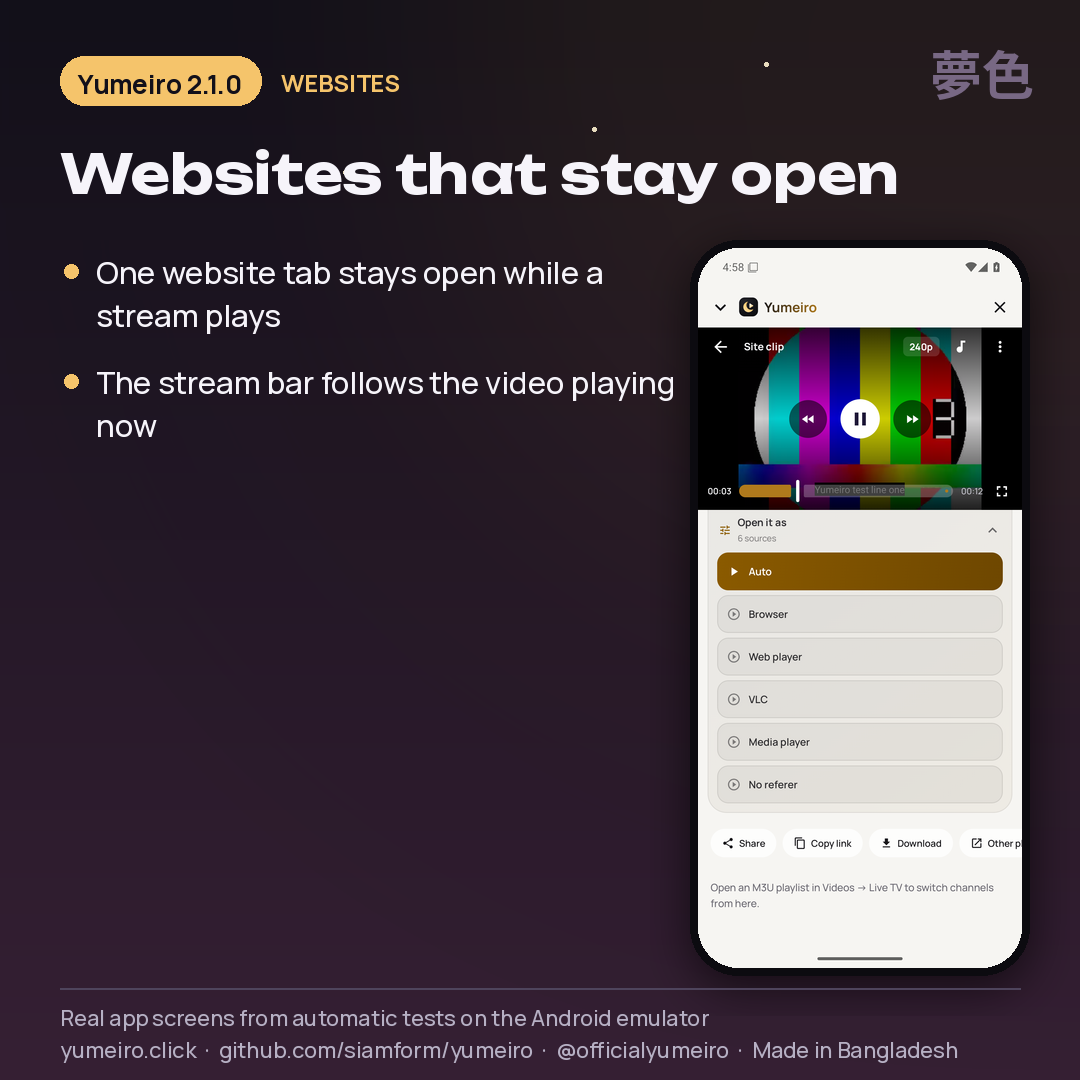 Yumeiro 2.1.0 WEBSITES
夢色
Websites that stay open
One website tab stays open while a
stream plays
The stream bar follows the video playing
now
4:58
Yumeiro
Site clip 240p
00:03 Yumeiro test line one 00:12
Open it as
6 sources
Auto
Browser
Web player
VLC
Media player
No referer
Share Copy link Download Other pl
Open an M3U playlist in Videos → Live TV to switch channels
from here.
Real app screens from automatic tests on the Android emulator
yumeiro.click · github.com/siamform/yumeiro · @officialyumeiro · Made in Bangladesh